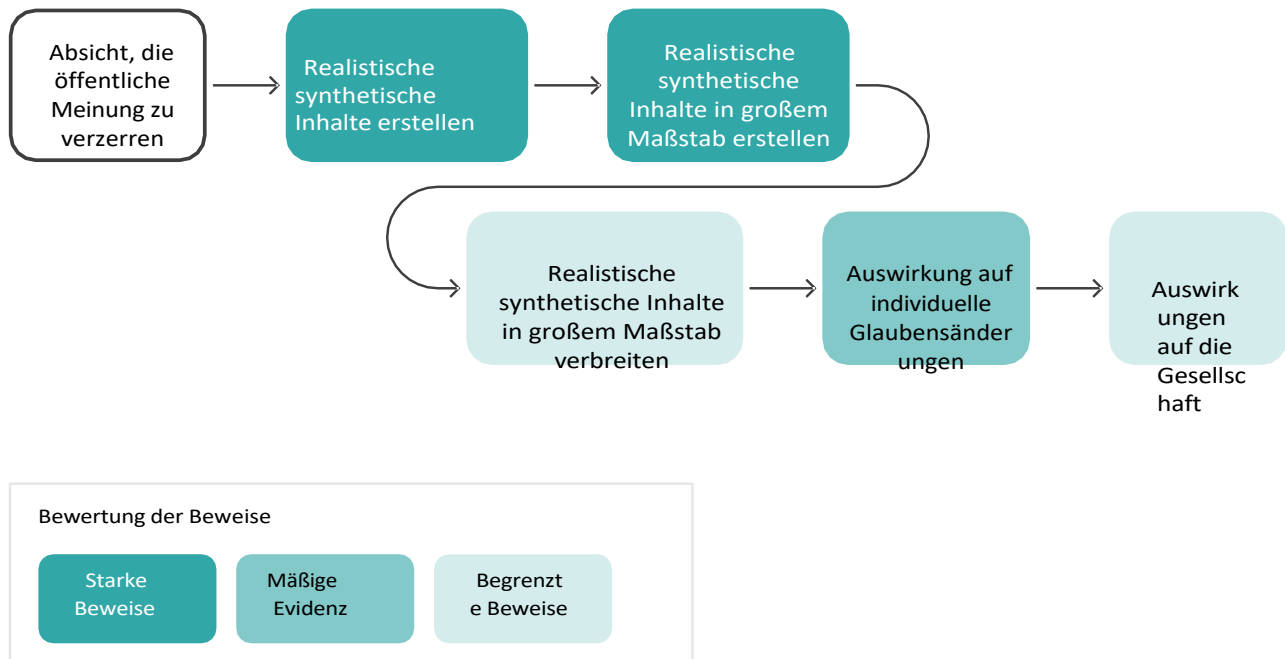 Absicht, die
öffentliche
Meinung zu
verzerren
Realistische
synthetische
Inhalte erstellen
Realistische
synthetische
Inhalte in großem
Maßstab erstellen
Realistische
synthetische Inhalte
in großem Maßstab
verbreiten
Auswirkung auf
individuelle
Glaubensänder
ungen
Auswirk
ungen
auf die
Gesellsc
haft
Bewertung der Beweise
Starke
Beweise
Mäßige
Evidenz
Begrenzt
e Beweise